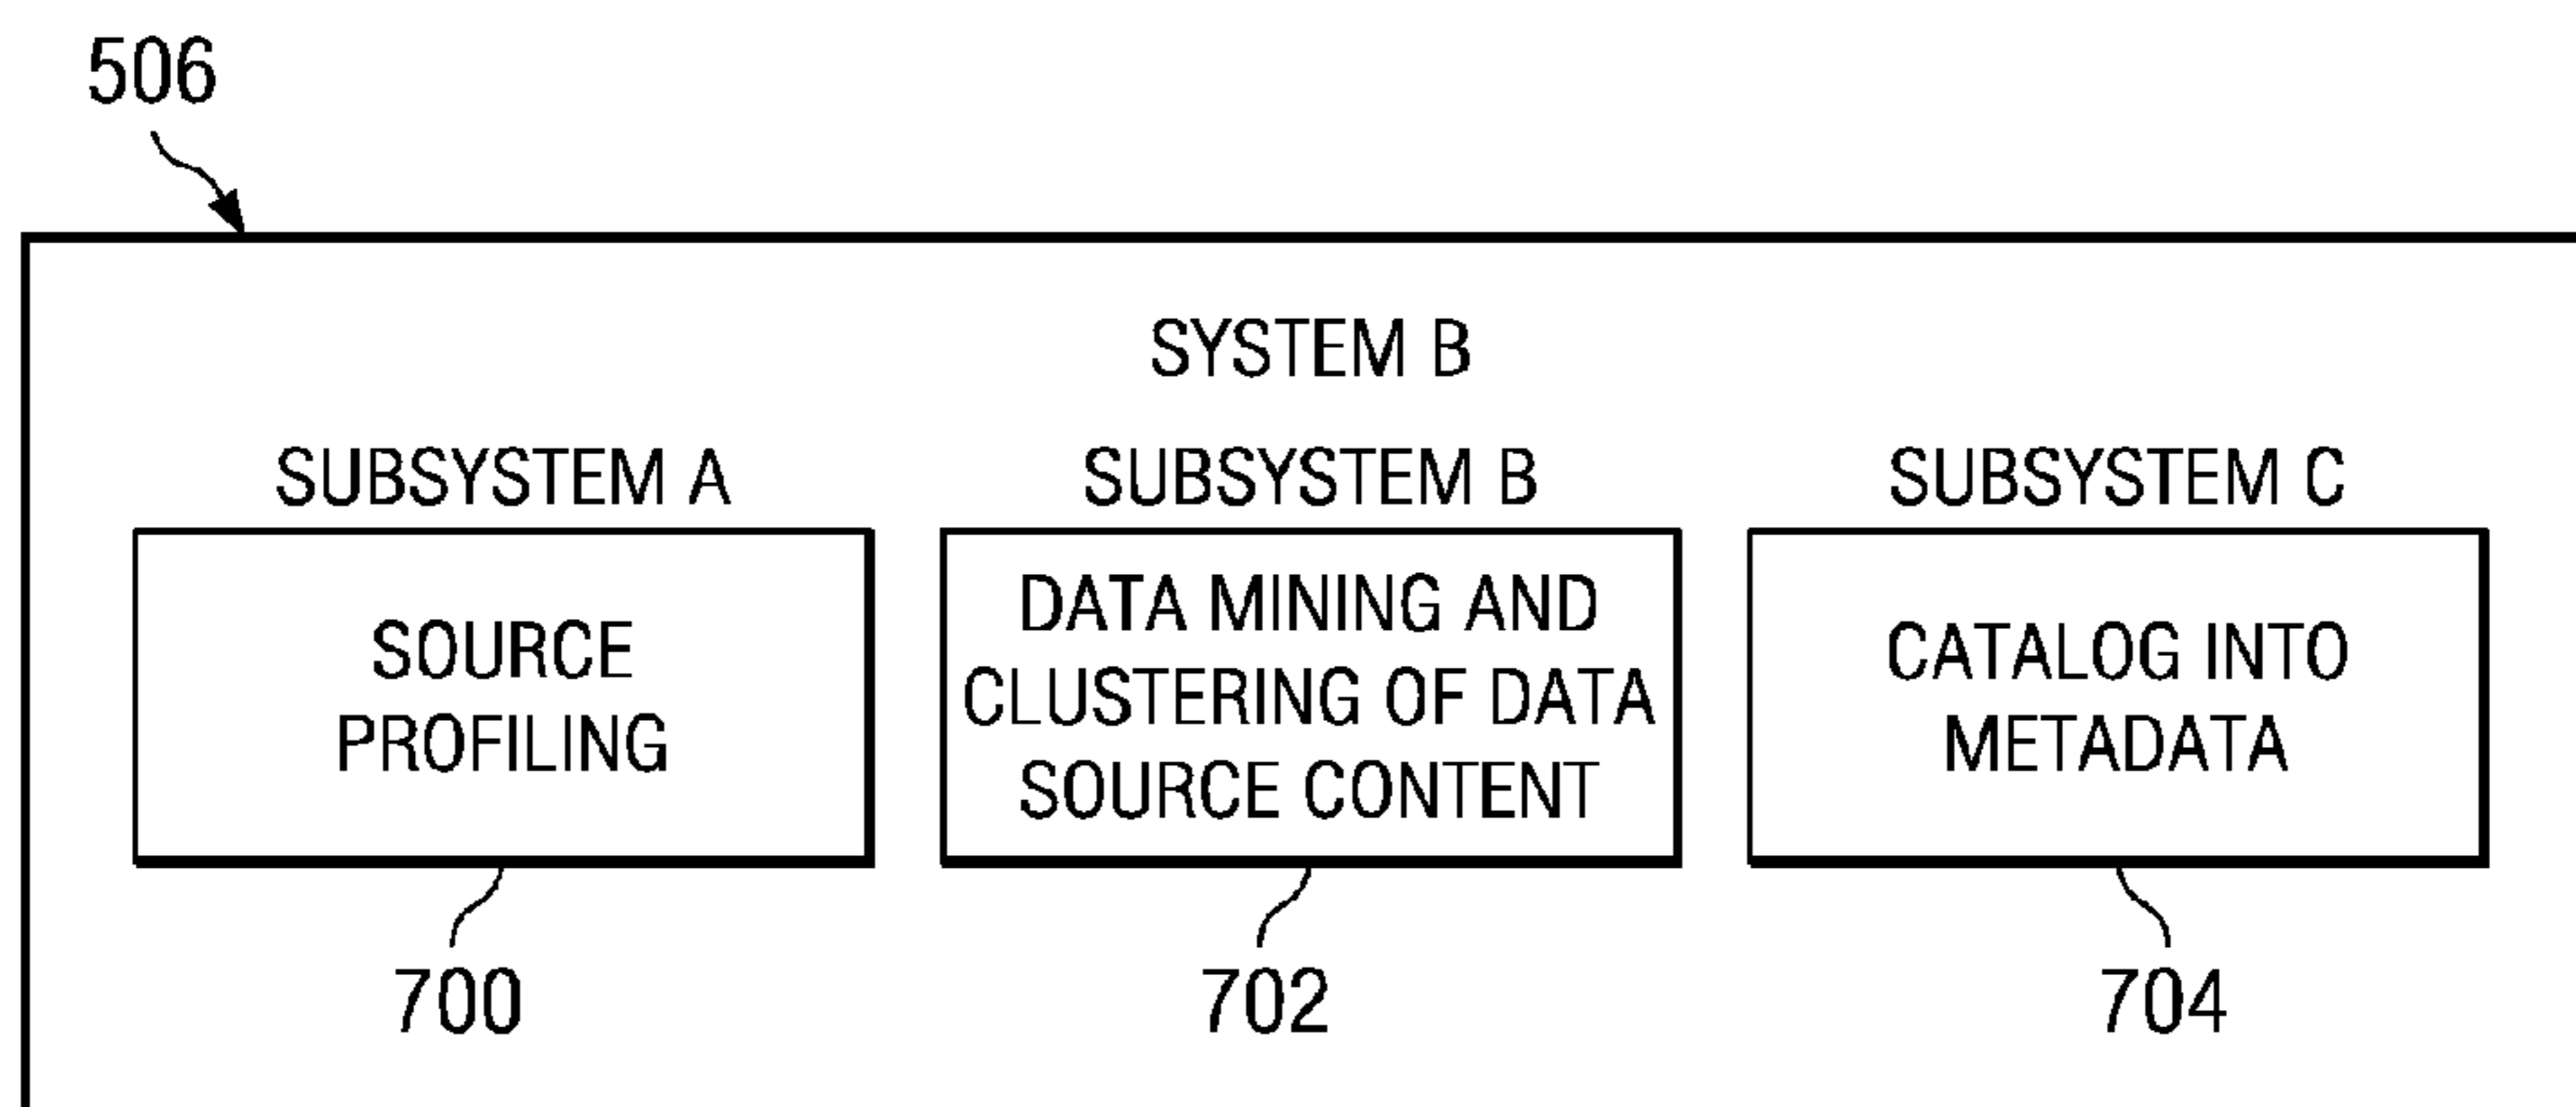 506
SYSTEM B
SUBSYSTEM A
SUBSYSTEM B
SUBSYSTEM C
SOURCE
PROFILING
DATA MINING AND
CLUSTERING OF DATA
SOURCE CONTENT
CATALOG INTO
METADATA
700
702
704